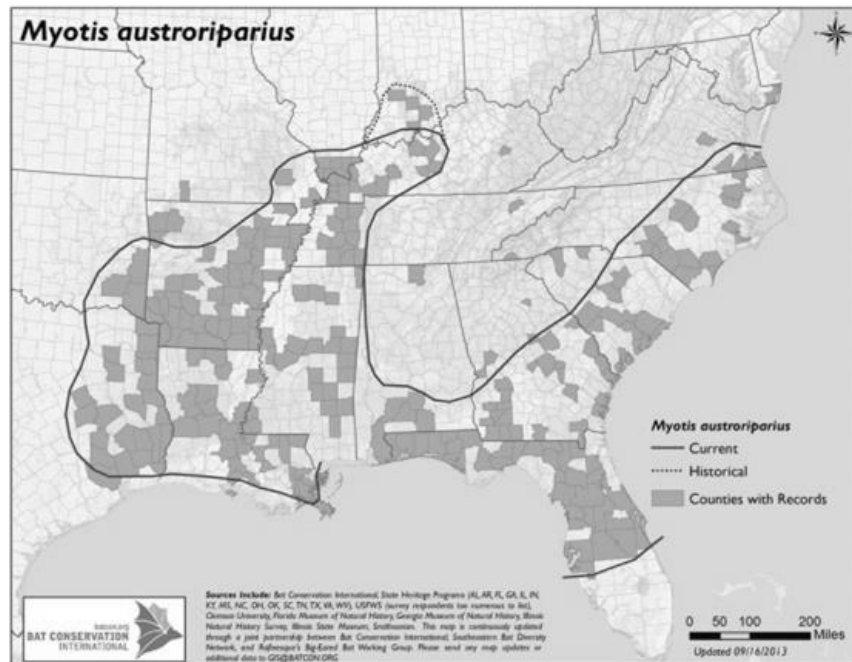 Myotis austroriparius
Myotis austroriparius
Current
Historical
Counties with Records
Sources Include: Bat Conservation International, State Heritage Programs (AL, AR, FL, GA, IL, IN,
KY, MS, NC, OH, OK, SC, TN, TX, VA, WV), USFWS (survey respondents too numerous to list),
Clemson University, Florida Museum of Natural History, Georgia Museum of Natural History, Illinois
Natural History Survey, Illinois State Museum, Smithsonian. This map is continuously updated
through a joint partnership between Bat Conservation International, Southeastern Bat Diversity
Network, and Rafinesque's Big-Eared Bat Working Group. Please send any map updates or
additional data to GIS@BATCON.ORG
batcon.org
BAT CONSERVATION
INTERNATIONAL
0 50 100 200
Miles
Updated 09/16/2013